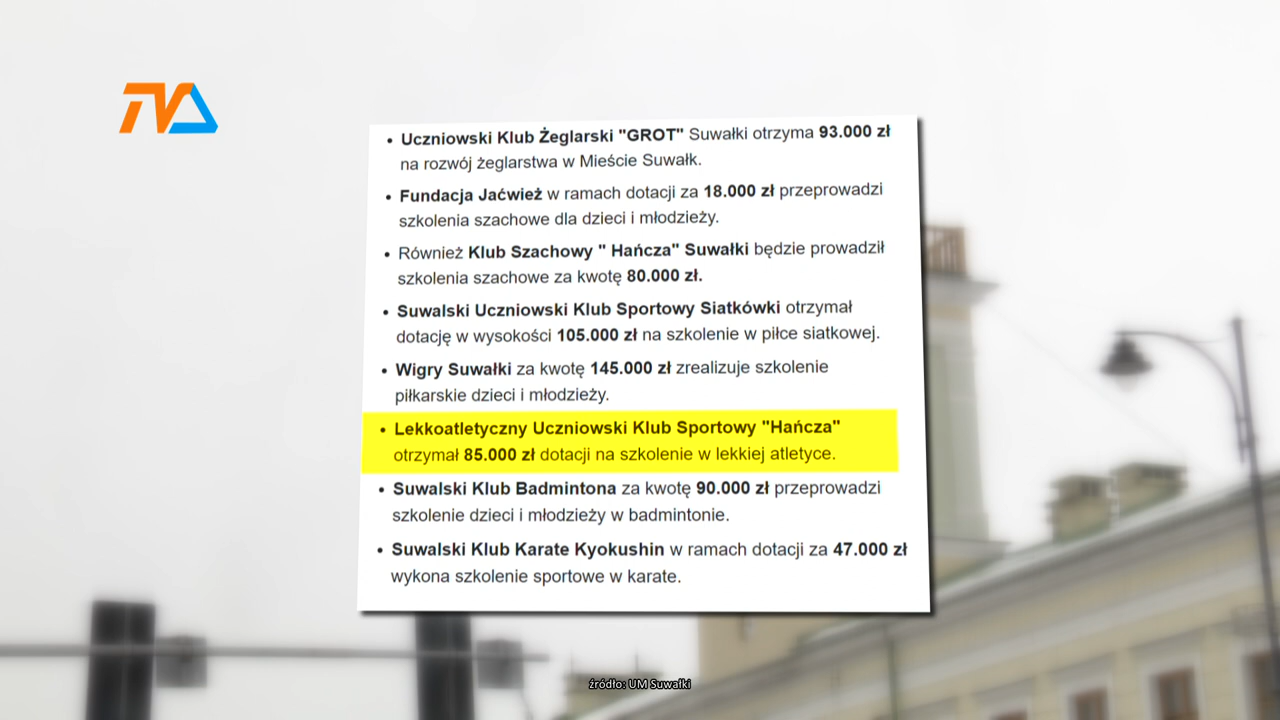 TVA
• Uczniowski Klub Żeglarski "GROT" Suwałki otrzyma 93.000 zł
na rozwój żeglarstwa w Mieście Suwałk.
• Fundacja Jaćwież w ramach dotacji za 18.000 zł przeprowadzi
szkolenia szachowe dla dzieci i młodzieży.
• Również Klub Szachowy " Hańcza" Suwałki będzie prowadził
szkolenia szachowe za kwotę 80.000 zł.
• Suwalski Uczniowski Klub Sportowy Siatkówki otrzymał
dotację w wysokości 105.000 zł na szkolenie w piłce siatkowej.
• Wigry Suwałki za kwotę 145.000 zł zrealizuje szkolenie
piłkarskie dzieci i młodzieży.
• Lekkoatletyczny Uczniowski Klub Sportowy "Hańcza"
otrzymał 85.000 zł dotacji na szkolenie w lekkiej atletyce.
• Suwalski Klub Badmintona za kwotę 90.000 zł przeprowadzi
szkolenie dzieci i młodzieży w badmintonie.
• Suwalski Klub Karate Kyokushin w ramach dotacji za 47.000 zł
wykona szkolenie sportowe w karate.
źródło: UM Suwałki